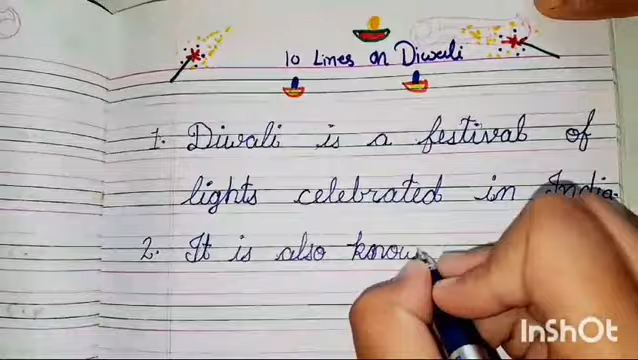 10 Lines on Diwali
1. Diwali is a festival of
lights celebrated in India.
2. It is also know
InShOt